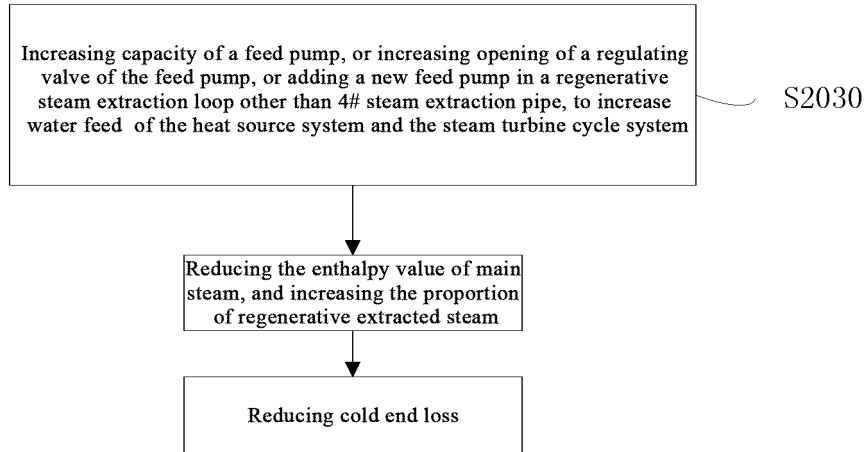 Increasing capacity of a feed pump, or increasing opening of a regulating
valve of the feed pump, or adding a new feed pump in a regenerative
steam extraction loop other than 4# steam extraction pipe, to increase
water feed of the heat source system and the steam turbine cycle system
S2030
Reducing the enthalpy value of main
steam, and increasing the proportion
of regenerative extracted steam
Reducing cold end loss